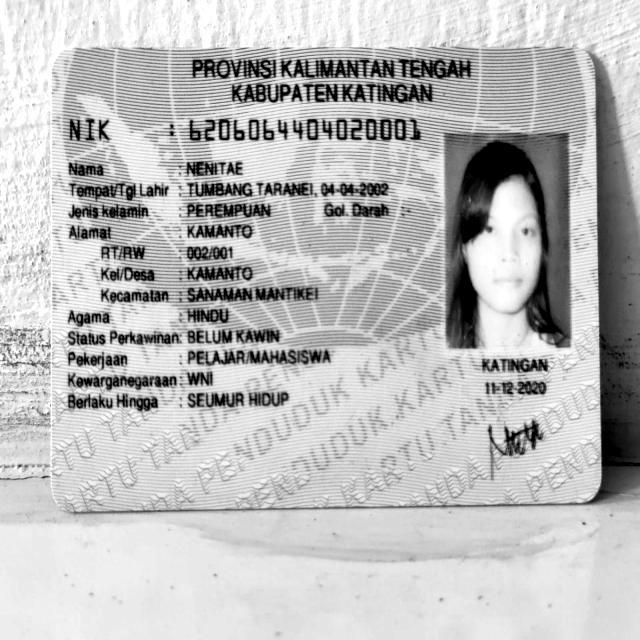 PROVINSI KALIMANTAN TENGAH
KABUPATEN KATINGAN
NIK : 6206064404020001
Nama : NENITAE
Tempat/Tgl Lahir : TUMBANG TARANEI, 04-04-2002
Jenis kelamin : PEREMPUAN Gol. Darah :-
Alamat : KAMANTO
RT/RW : 002/001
Kel/Desa : KAMANTO
Kecamatan : SANAMAN MANTIKEI
Agama : HINDU
Status Perkawinan: BELUM KAWIN
Pekerjaan : PELAJAR/MAHASISWA
Kewarganegaraan: WNI
Berlaku Hingga : SEUMUR HIDUP
KATINGAN
11-12-2020
KARTU TANDA PENDUDUK KARTU TANDA PENDUDUK